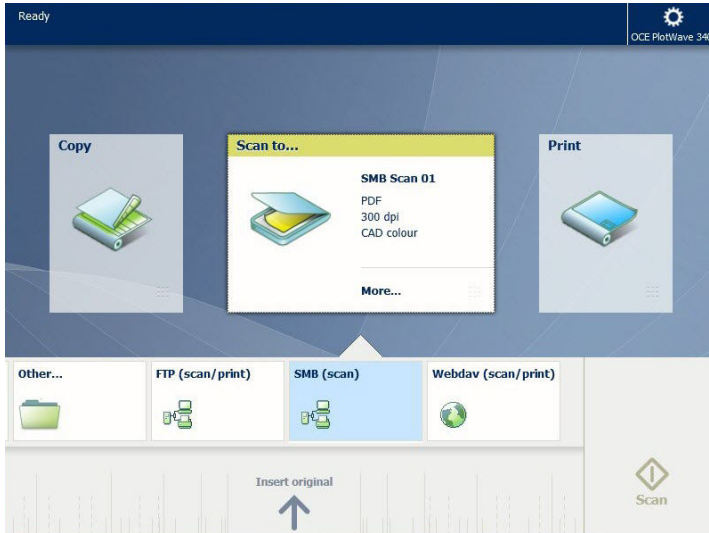 Ready
OCE PlotWave 340
Copy
Scan to...
Print
SMB Scan 01
PDF
300 dpi
CAD colour
More...
Other...
FTP (scan/print)
SMB (scan)
Webdav (scan/print)
Insert original
Scan